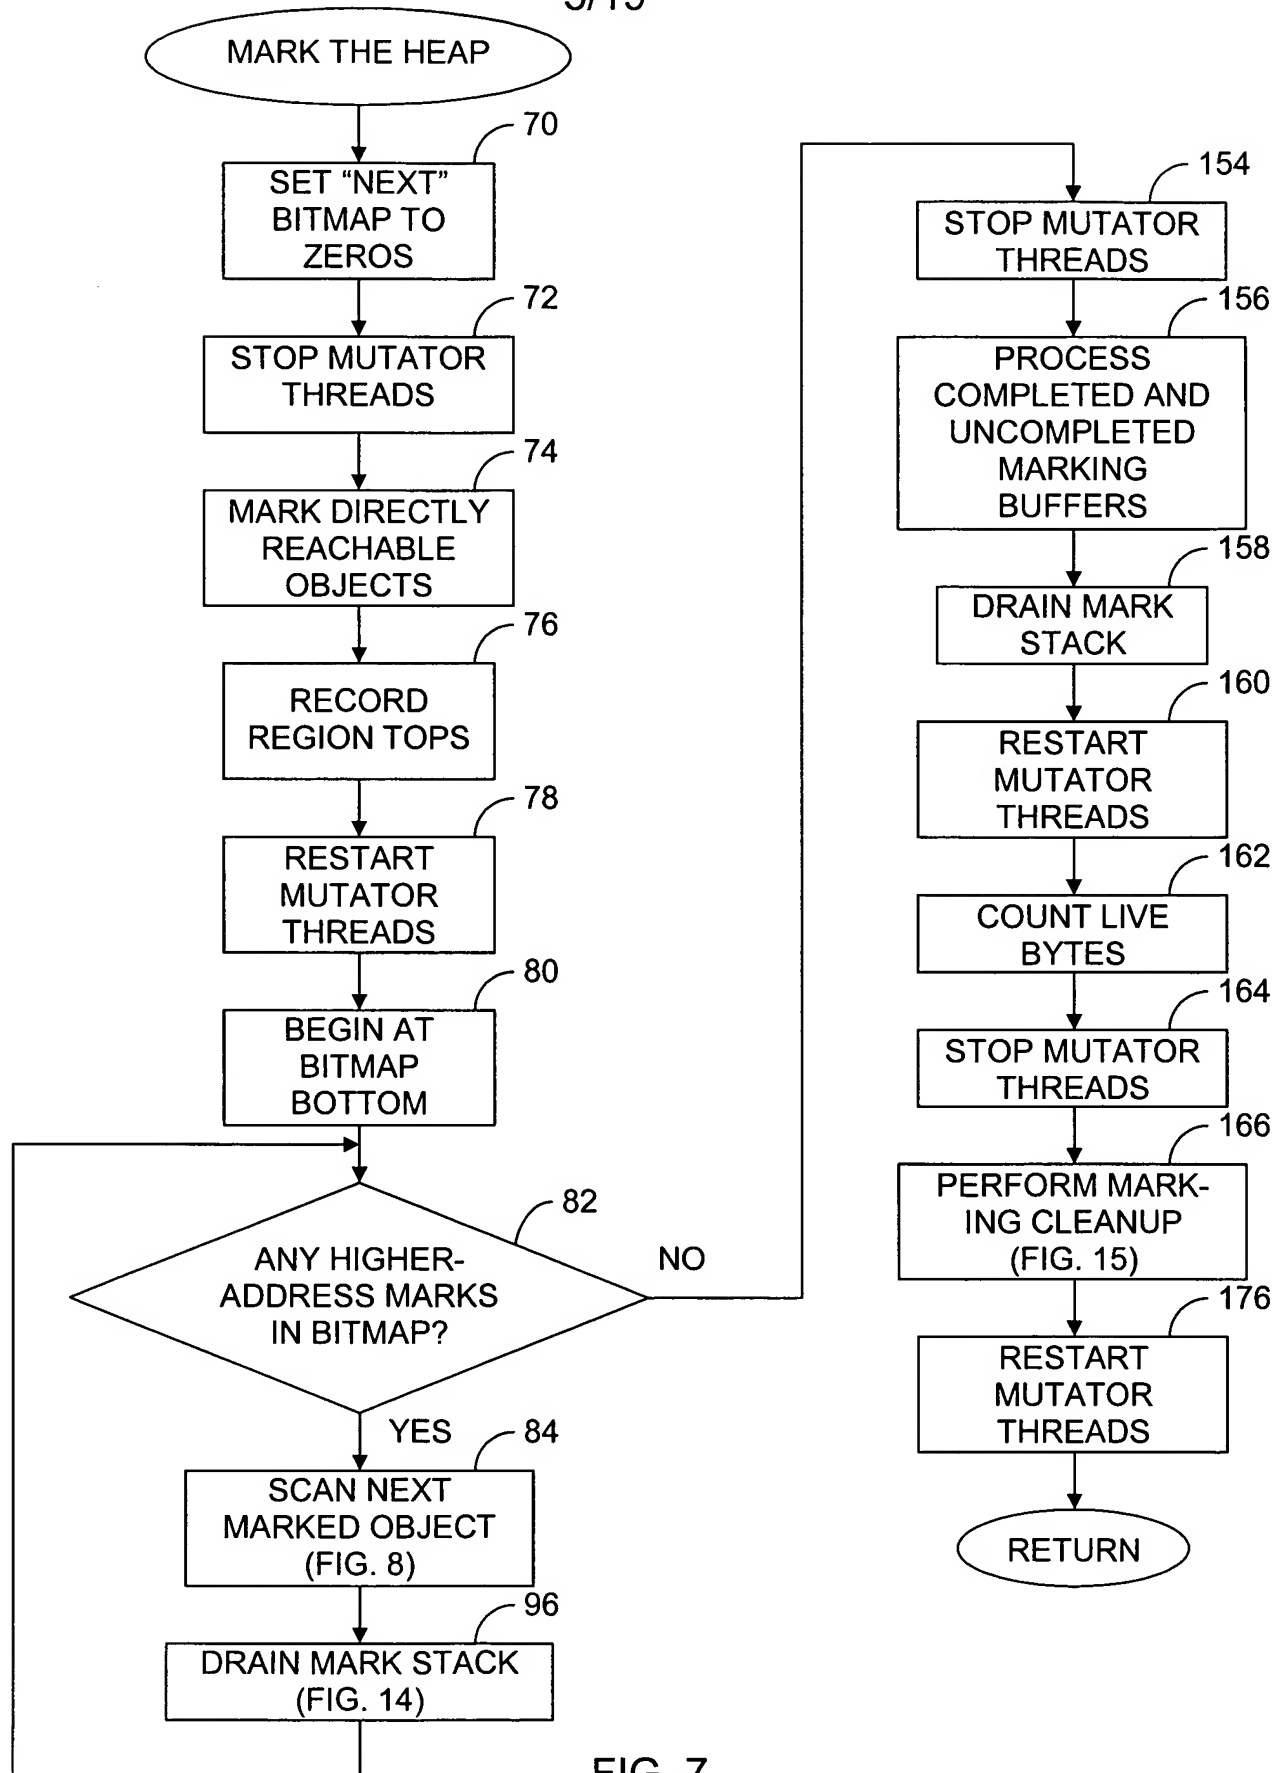 MARK THE HEAP
70
SET “NEXT”
BITMAP TO
ZEROS
72
STOP MUTATOR
THREADS
74
MARK DIRECTLY
REACHABLE
OBJECTS
76
RECORD
REGION TOPS
78
RESTART
MUTATOR
THREADS
80
BEGIN AT
BITMAP
BOTTOM
82
ANY HIGHER-
ADDRESS MARKS
IN BITMAP?
NO
YES
84
SCAN NEXT
MARKED OBJECT
(FIG. 8)
96
DRAIN MARK STACK
(FIG. 14)
154
STOP MUTATOR
THREADS
156
PROCESS
COMPLETED AND
UNCOMPLETED
MARKING
BUFFERS
158
DRAIN MARK
STACK
160
RESTART
MUTATOR
THREADS
162
COUNT LIVE
BYTES
164
STOP MUTATOR
THREADS
166
PERFORM MARK-
ING CLEANUP
(FIG. 15)
176
RESTART
MUTATOR
THREADS
RETURN
FIG. 7